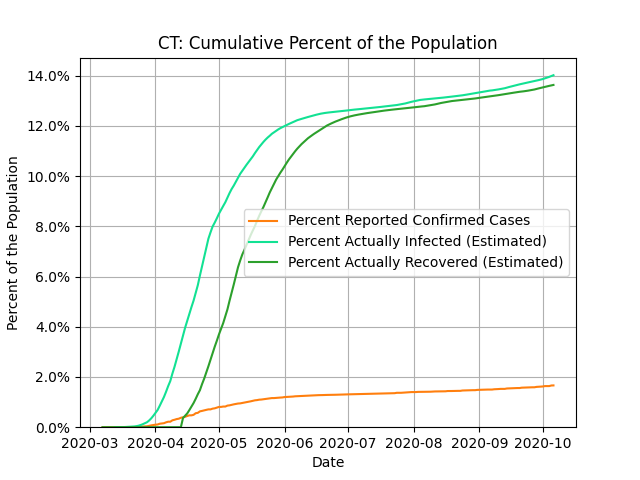 CT: Cumulative Percent of the Population
14.0%
12.0%
10.0%
8.0%
6.0%
4.0%
2.0%
0.0%
Percent of the Population
Percent Reported Confirmed Cases
Percent Actually Infected (Estimated)
Percent Actually Recovered (Estimated)
2020-03 2020-04 2020-05 2020-06 2020-07 2020-08 2020-09 2020-10
Date